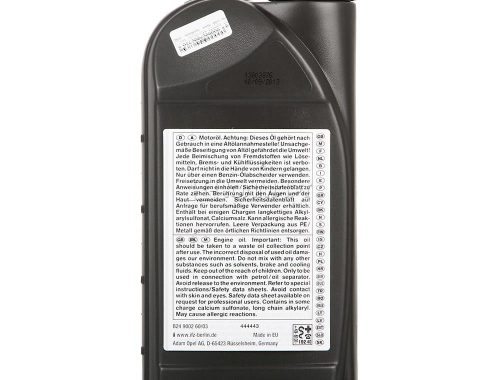 D A Motoröl. Achtung: Dieses Öl gehört nach
Gebrauch in eine Altölannahmestelle! Unsachge-
mäße Beseitigung von Altöl gefährdet die Umwelt!
Jede Beimischung von Fremdstoffen wie Löse-
mitteln, Brems- und Kühlflüssigkeiten ist verbo-
ten. Darf nicht in die Hände von Kindern gelangen.
Nur über einen Benzin-Ölabscheider verwenden.
Freisetzung in die Umwelt vermeiden. Besondere
Anweisungen einholen / Sicherheitsdatenblatt zu
Rate ziehen. Berührung mit den Augen und der
Haut vermeiden. Sicherheitsdatenblatt auf
Anfrage für berufsmäßige Verwender erhältlich.
Enthält bei einigen Chargen langkettiges Alkyl-
arylsulfonat, Calciumsalz. Kann allergische Reaktio-
nen hervorrufen. Leere Verpackung aus PE /
Metall gemäß den örtlichen Richtlinien entsorgen.
Engine oil. Important: This oil
should be taken to a waste oil collection point
after use. The incorrect disposal of used oil damag-
es our environment. Do not mix with any other
substances such as solvents, brake and cooling
fluids. Keep out of the reach of children. Only to be
used in connection with petrol / oil separator.
Avoid release to the environment. Refer to special
instructions / Safety data sheets. Avoid contact
with skin and eyes. Safety data sheet available on
request for professional users. Contains in some
charge calcium sulfonate, long chain alkylaryl.
May cause allergic reactions.
444443
www.ifz-berlin.de Made in EU
Adam Opel AG, D-65423 Rüsselsheim, Germany